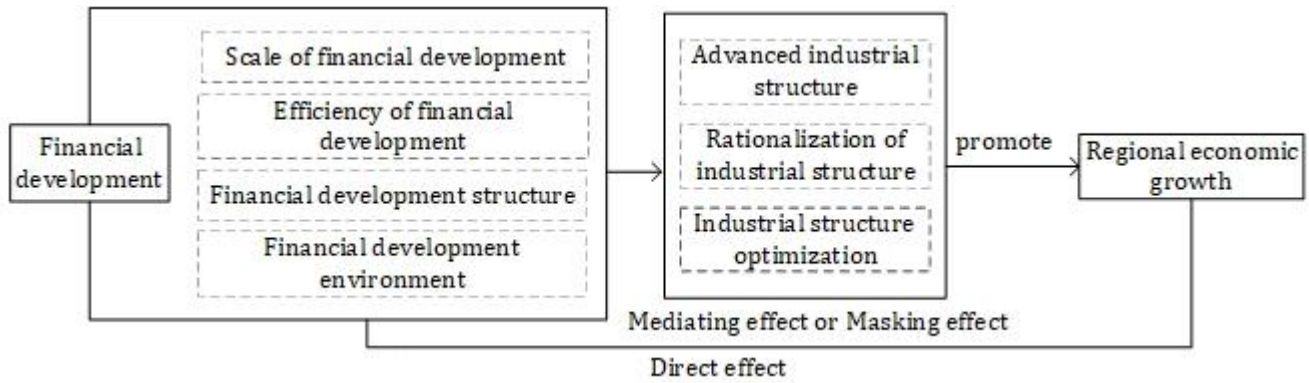 Financial
development
Scale of financial development
Efficiency of financial
development
Financial development structure
Financial development
environment
Advanced industrial
structure
Rationalization of
industrial structure
Industrial structure
optimization
promote
Regional economic
growth
Mediating effect or Masking effect
Direct effect